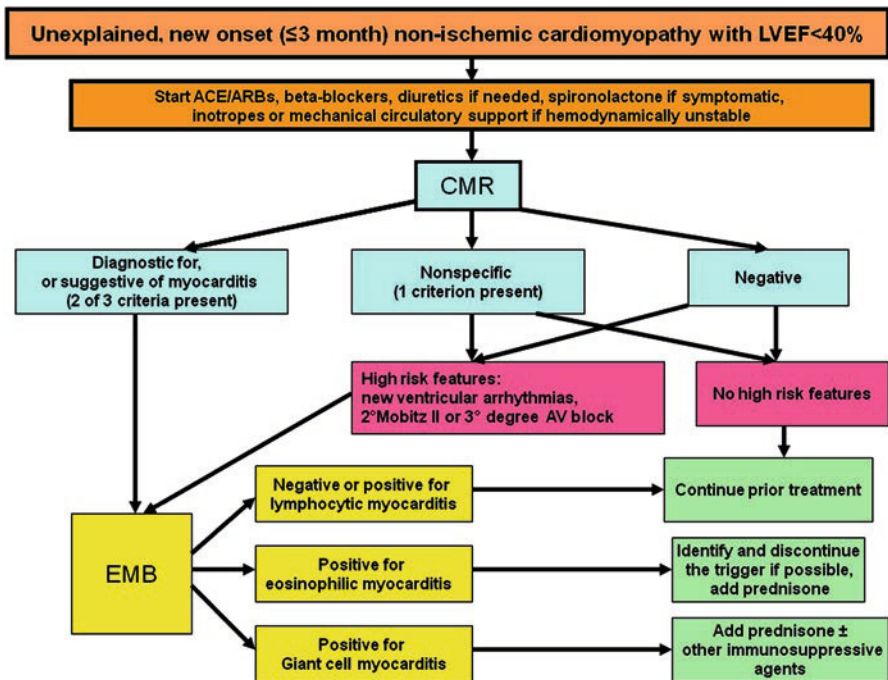 Unexplained, new onset (≤3 month) non-ischemic cardiomyopathy with LVEF<40%
Start ACE/ARBs, beta-blockers, diuretics if needed, spironolactone if symptomatic,
inotropes or mechanical circulatory support if hemodynamically unstable
CMR
Diagnostic for,
or suggestive of myocarditis
(2 of 3 criteria present)
Nonspecific
(1 criterion present)
Negative
High risk features:
new ventricular arrhythmias,
2°Mobitz II or 3° degree AV block
No high risk features
EMB
Negative or positive for
lymphocytic myocarditis
Continue prior treatment
Positive for
eosinophilic myocarditis
Identify and discontinue
the trigger if possible,
add prednisone
Positive for
Giant cell myocarditis
Add prednisone ±
other immunosuppressive
agents